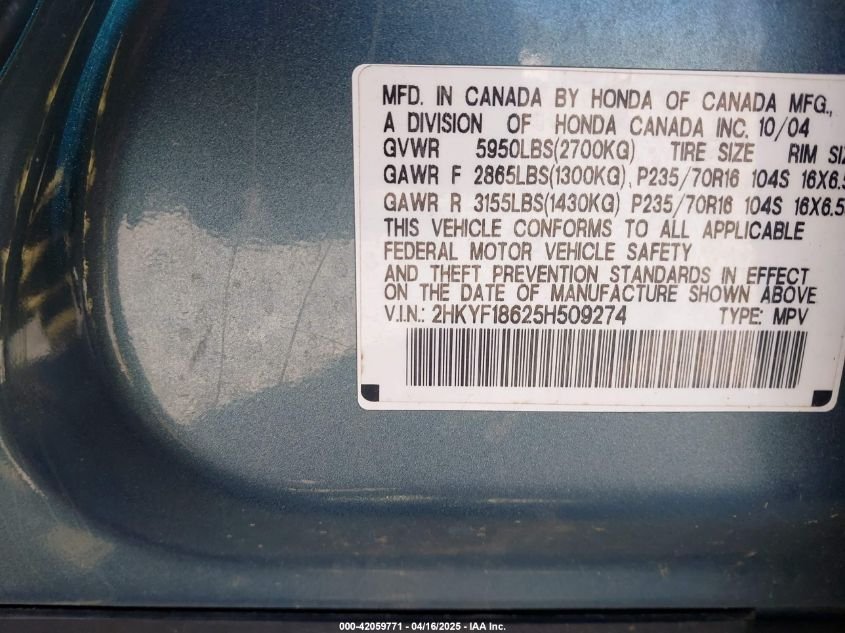 MFD. IN CANADA BY HONDA OF CANADA MFG.,
A DIVISION OF HONDA CANADA INC. 10/04
GVWR 5950LBS(2700KG) TIRE SIZE RIM SIZ
GAWR F 2865LBS(1300KG), P235/70R16 104S 16X6.5
GAWR R 3155LBS(1430KG) P235/70R16 104S 16X6.5
THIS VEHICLE CONFORMS TO ALL APPLICABLE
FEDERAL MOTOR VEHICLE SAFETY
AND THEFT PREVENTION STANDARDS IN EFFECT
ON THE DATE OF MANUFACTURE SHOWN ABOVE
V.I.N.: 2HKYF18625H509274 TYPE: MPV
000-42059771 - 04/16/2025 - IAA Inc.